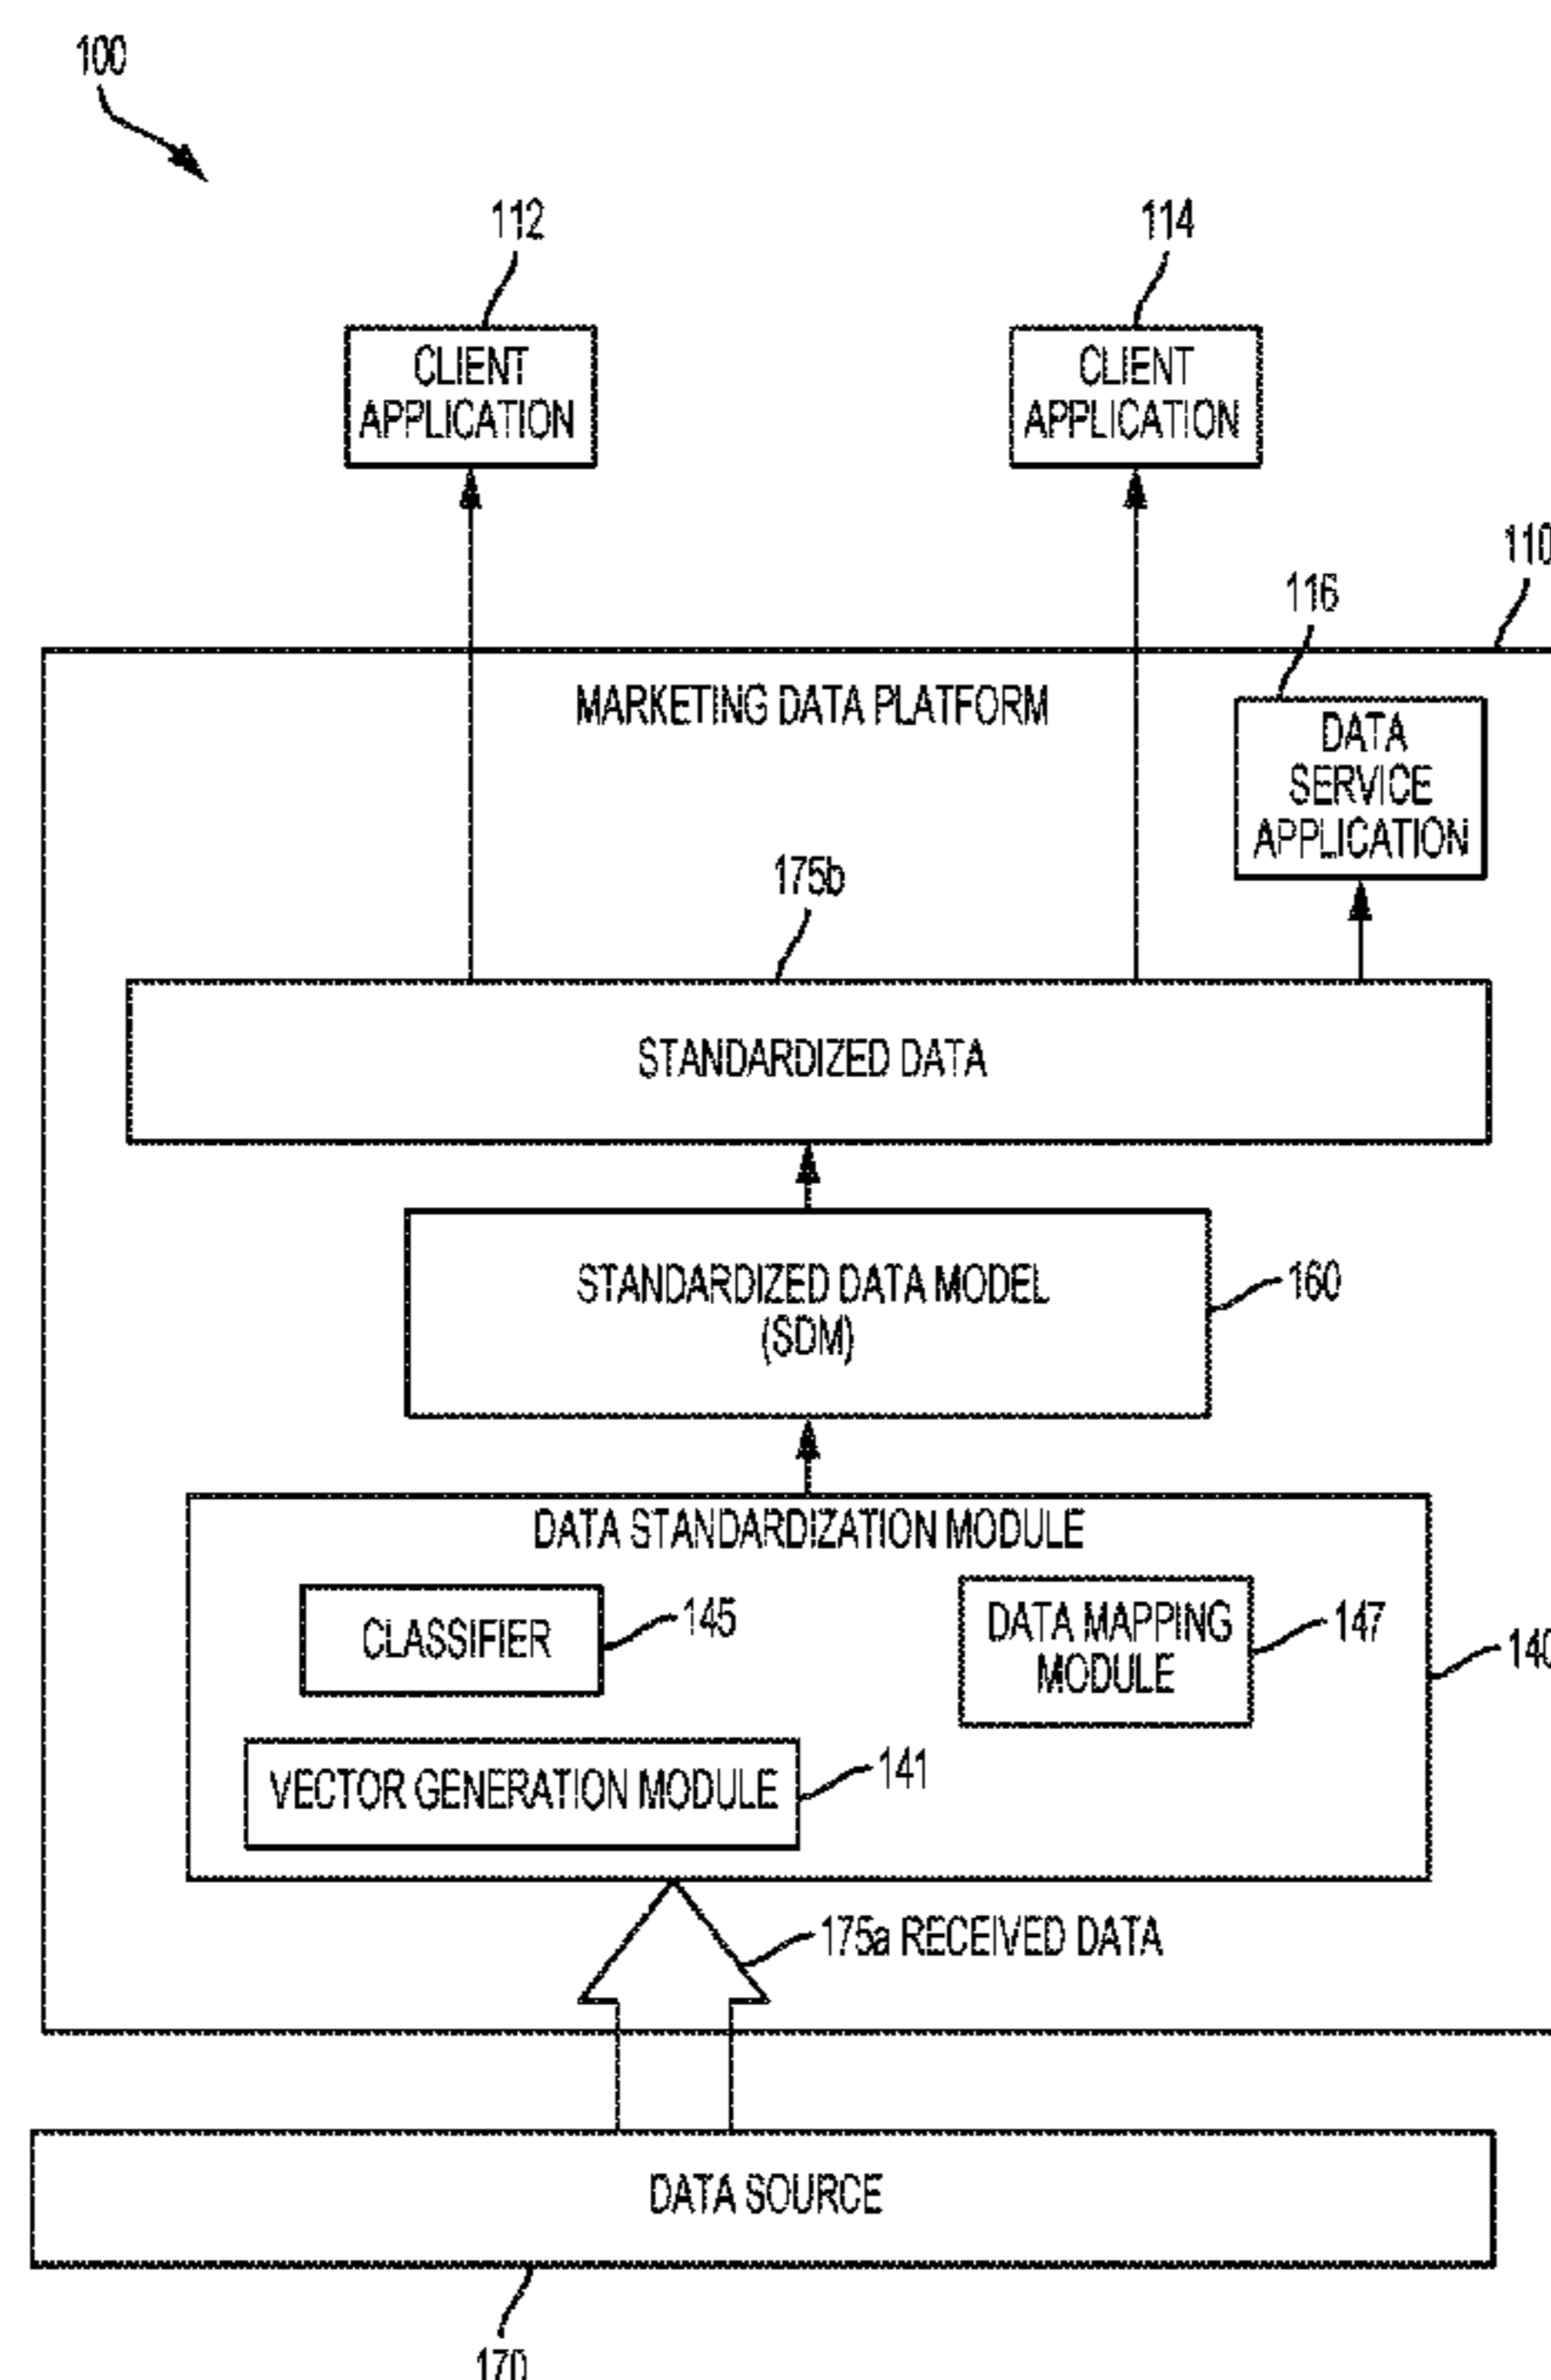 100
112
114
CLIENT
APPLICATION
CLIENT
APPLICATION
110
116
MARKETING DATA PLATFORM
DATA
SERVICE
APPLICATION
175b
STANDARDIZED DATA
STANDARDIZED DATA MODEL
(SDM)
160
DATA STANDARDIZATION MODULE
CLASSIFIER
145
DATA MAPPING
MODULE
147
140
VECTOR GENERATION MODULE
141
175a RECEIVED DATA
DATA SOURCE
170